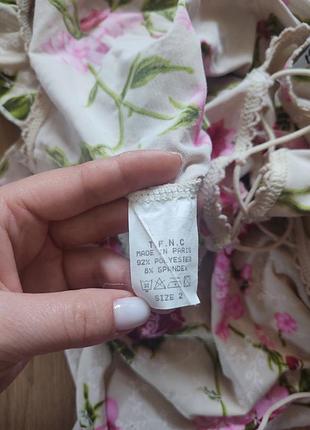 T.F.N.C
MADE IN PARIS
92% POLYESTER
8% SPANDEX
SIZE 2